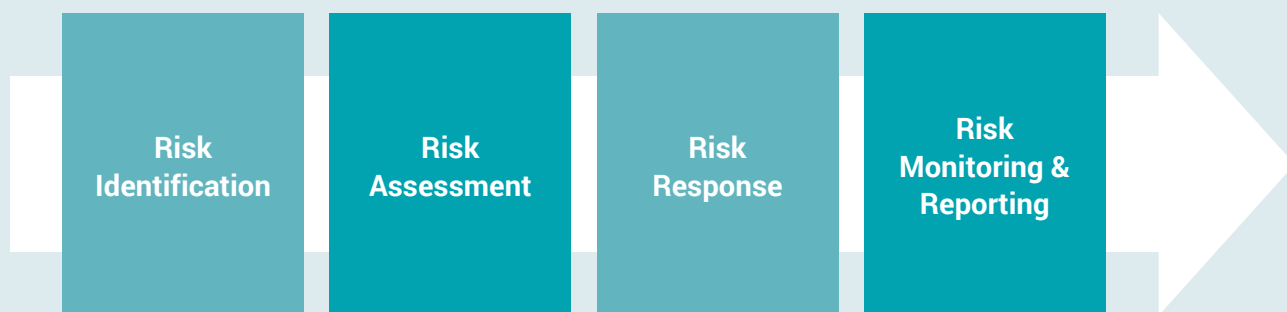 Risk
Identification
Risk
Assessment
Risk
Response
Risk
Monitoring &
Reporting